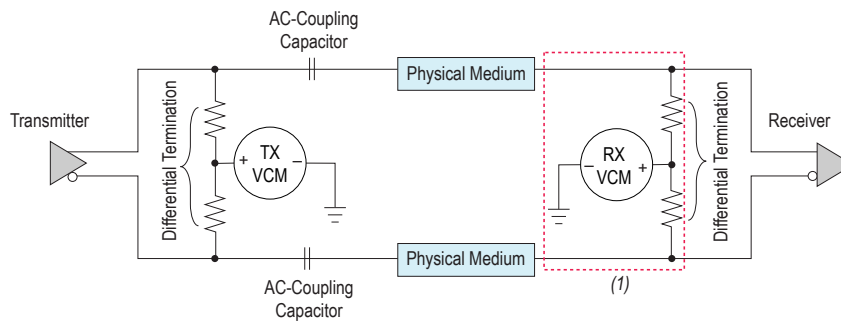 AC-Coupling
Capacitor
Physical Medium
Transmitter
Differential Termination
+ TX –
VCM
– RX +
VCM
Differential Termination
Receiver
Physical Medium
(1)
AC-Coupling
Capacitor